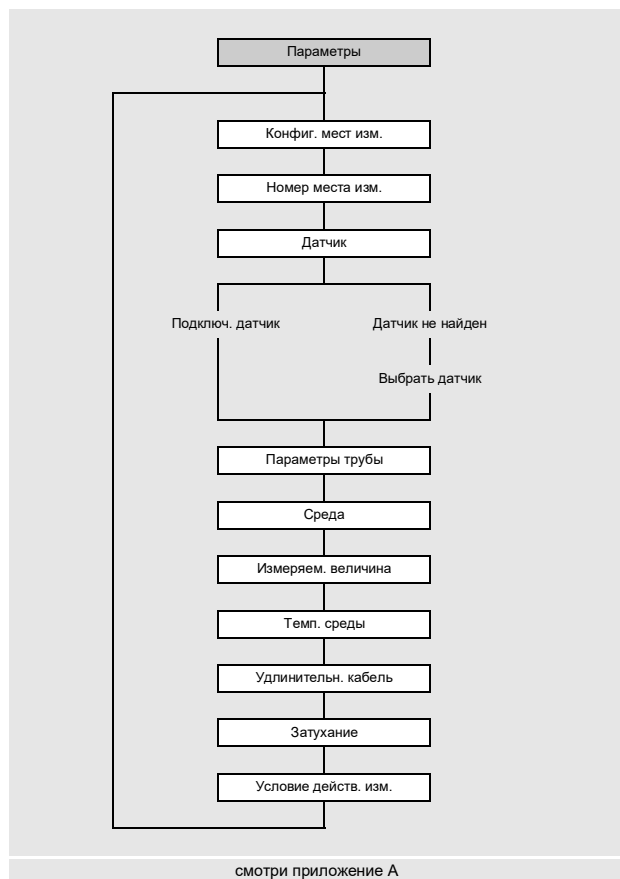 Параметры
Конфиг. мест изм.
Номер места изм.
Датчик
Подключ. датчик
Датчик не найден
Выбрать датчик
Параметры трубы
Среда
Измеряем. величина
Темп. среды
Удлинительн. кабель
Затухание
Условие действ. изм.
смотри приложение А